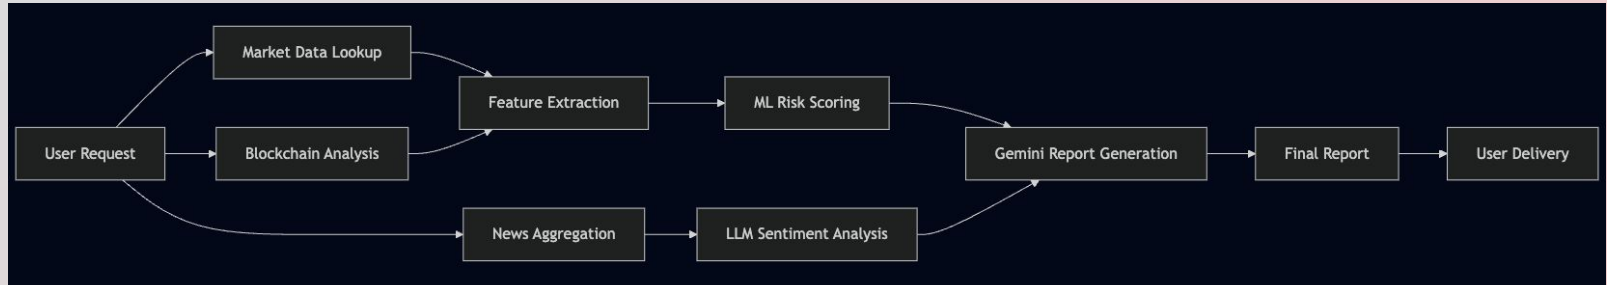 User Request
Market Data Lookup
Blockchain Analysis
Feature Extraction
ML Risk Scoring
News Aggregation
LLM Sentiment Analysis
Gemini Report Generation
Final Report
User Delivery